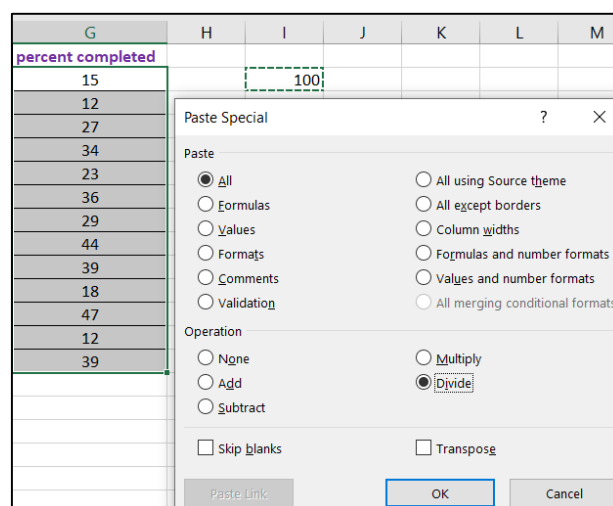 G H I J K L M
percent completed
15 100
12
27
34
23
36
29
44
39
18
47
12
39
Paste Special ? ×
Paste
All All using Source theme
Formulas All except borders
Values Column widths
Formats Formulas and number formats
Comments Values and number formats
Validation All merging conditional formats
Operation
None Multiply
Add Divide
Subtract
Skip blanks Transpose
Paste Link OK Cancel